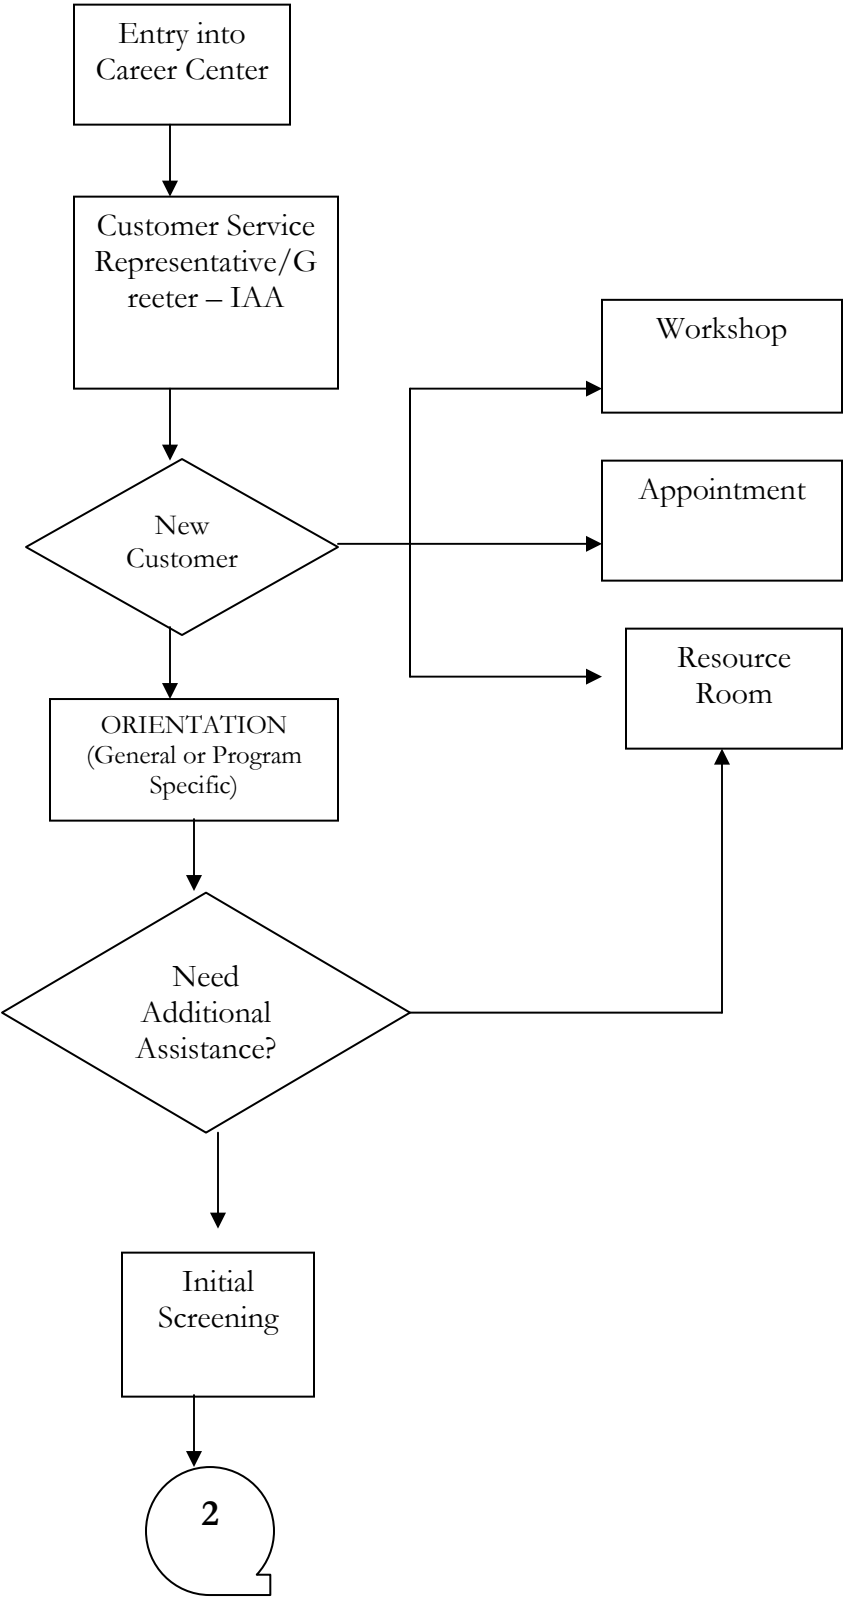 Entry into
Career Center
Customer Service
Representative/G
reeter – IAA
Workshop
Appointment
New
Customer
Resource
Room
ORIENTATION
(General or Program
Specific)
Need
Additional
Assistance?
Initial
Screening
2